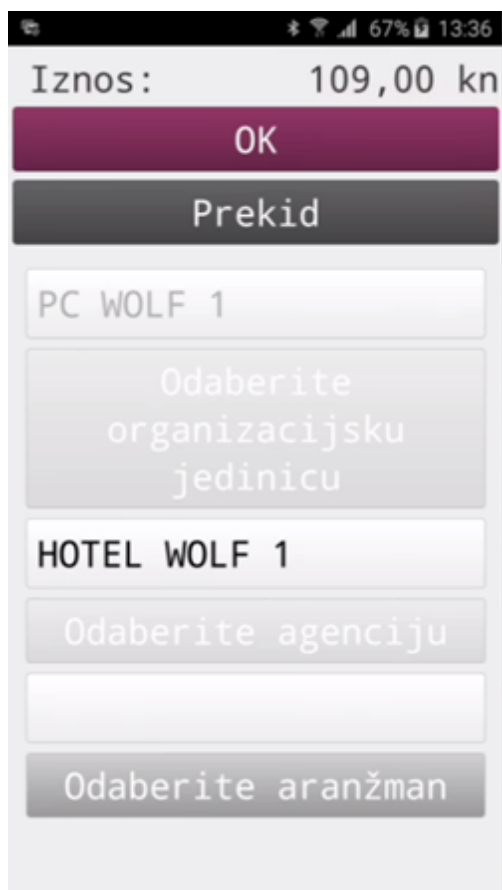 67% 13:36
Iznos: 109,00 kn
OK
Prekid
PC WOLF 1
Odaberite
organizacijsku
jedinicu
HOTEL WOLF 1
Odaberite agenciju
Odaberite aranžman